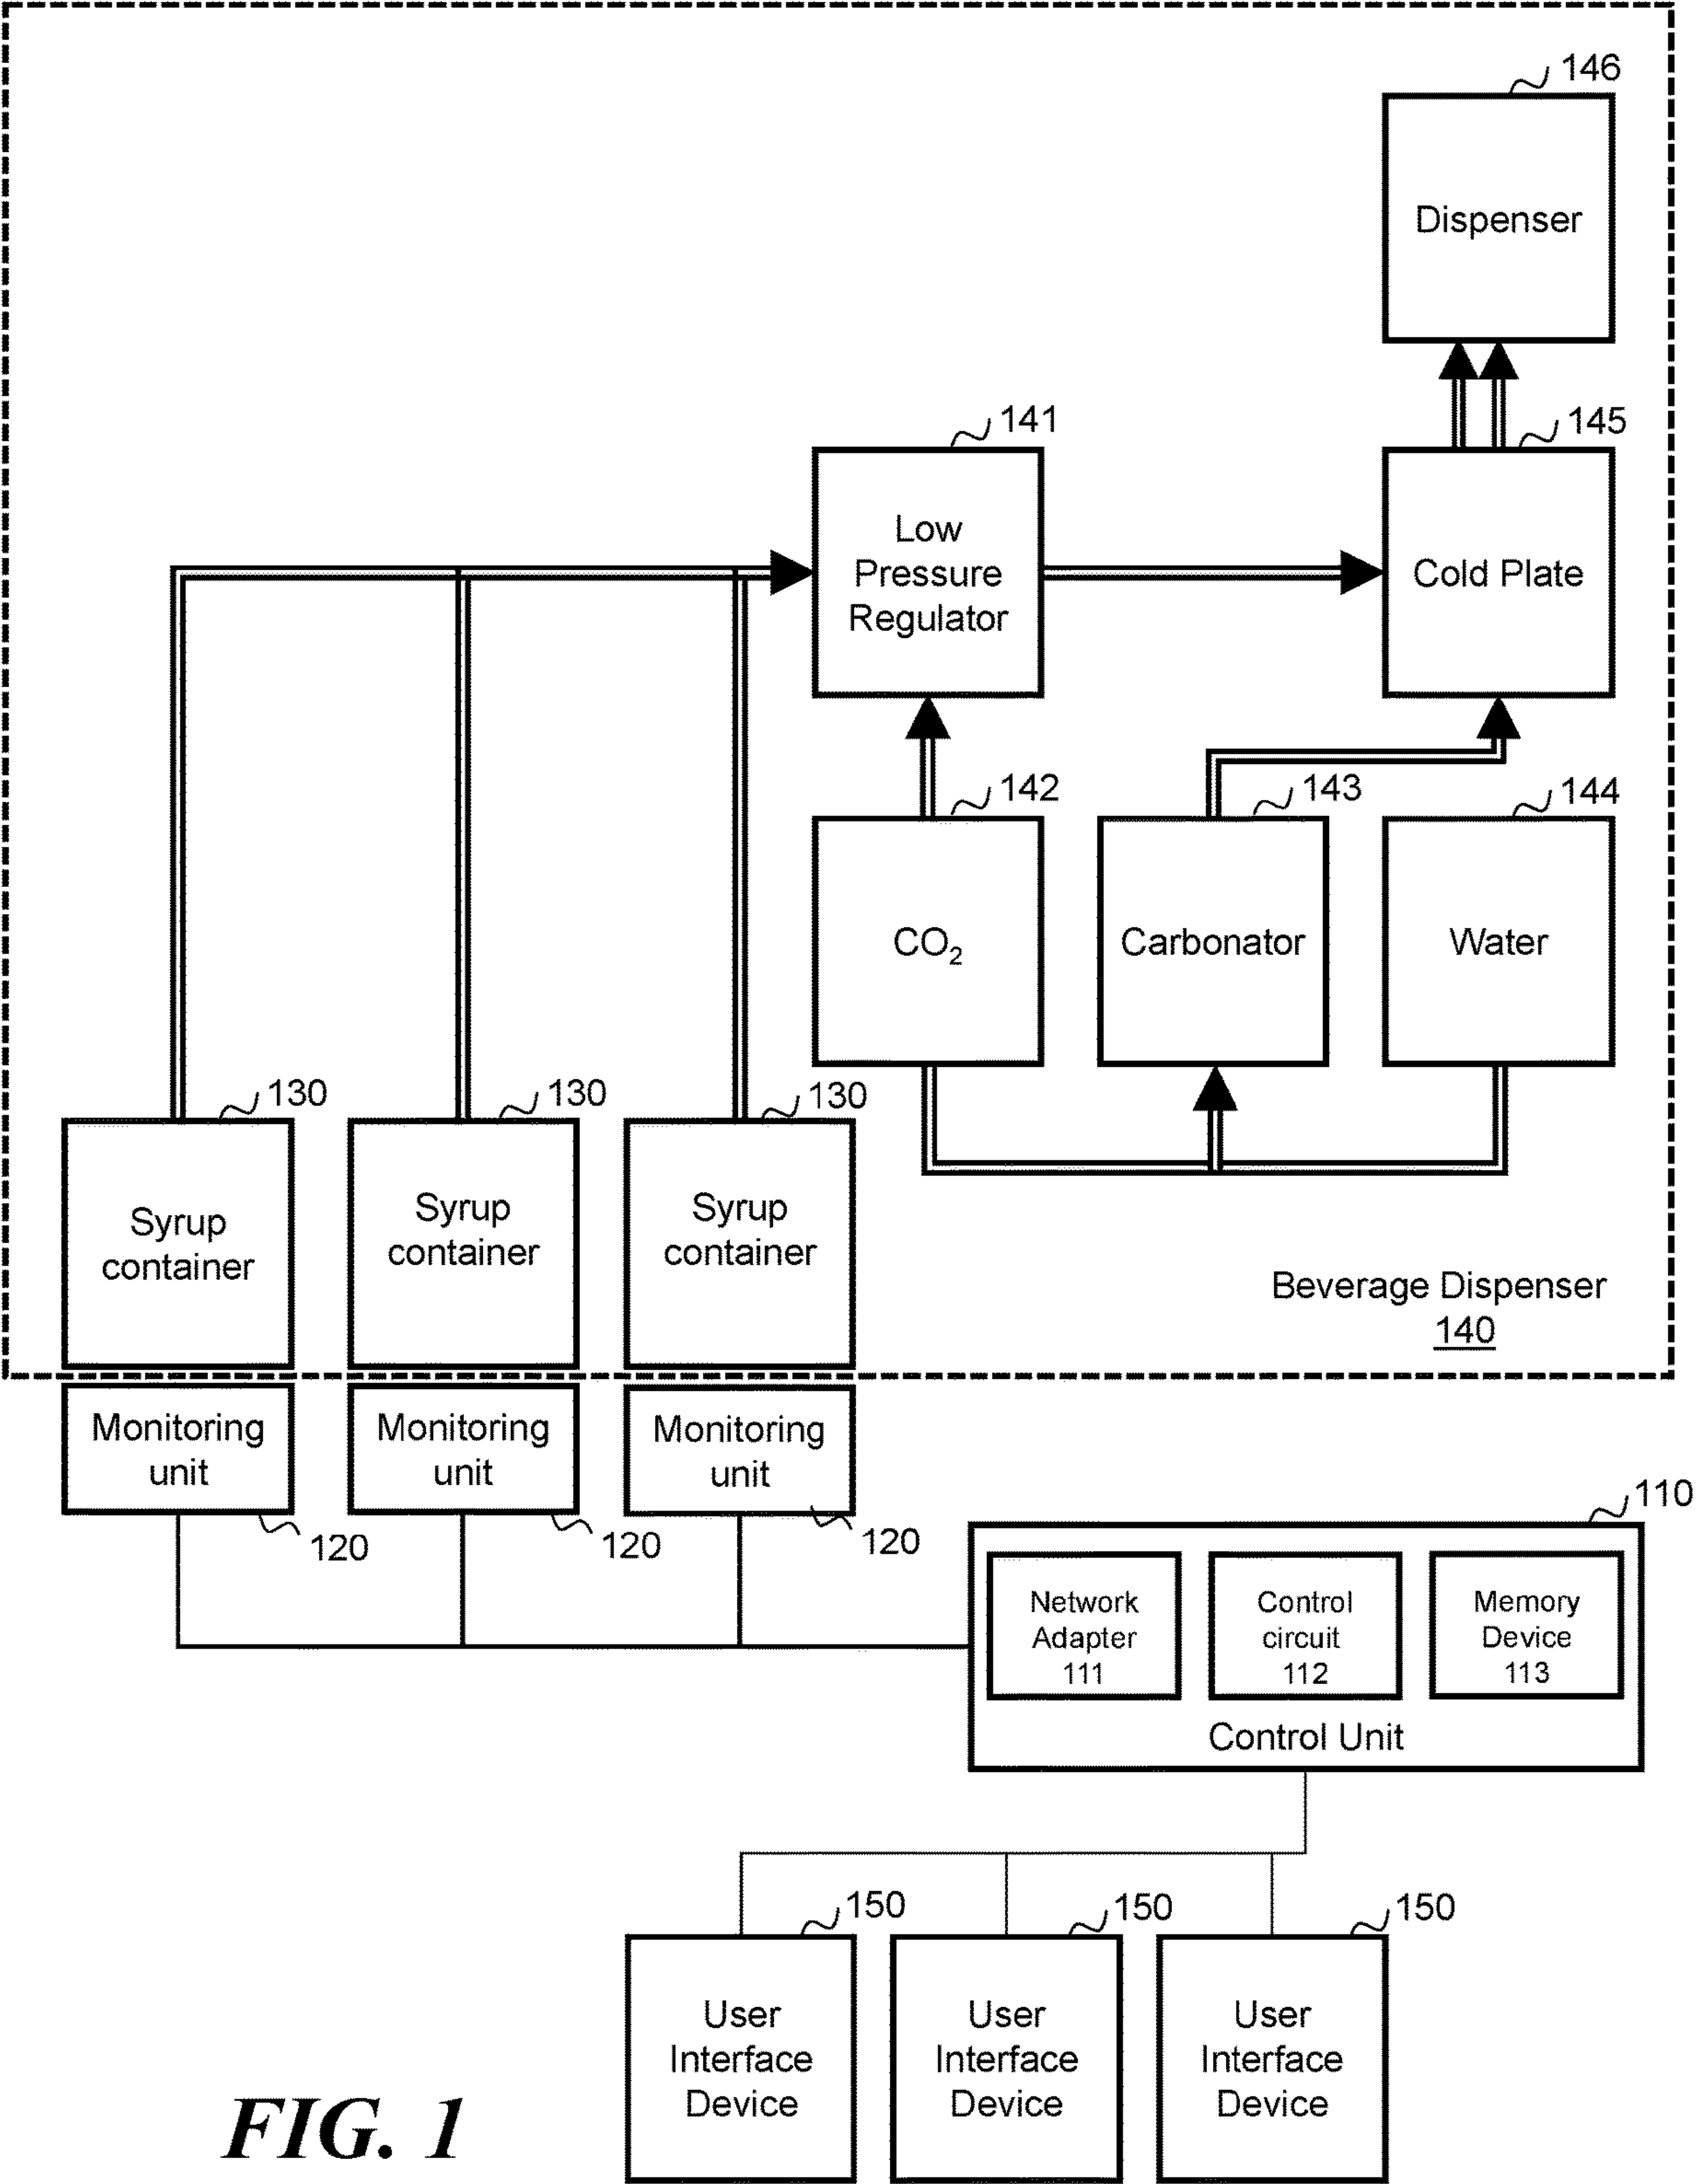 146
Dispenser
141
145
Low
Pressure
Regulator
Cold Plate
142
143
144
CO₂
Carbonator
Water
130
130
130
Syrup
container
Syrup
container
Syrup
container
Beverage Dispenser
140
Monitoring
unit
Monitoring
unit
Monitoring
unit
120
120
120
110
Network
Adapter
111
Control
circuit
112
Memory
Device
113
Control Unit
150
150
150
User
Interface
Device
User
Interface
Device
User
Interface
Device
FIG. 1